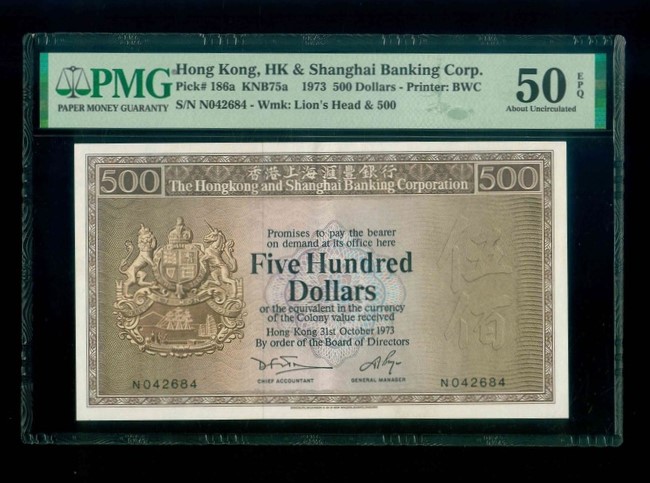 PMG
PAPER MONEY GUARANTY
Hong Kong, HK & Shanghai Banking Corp.
Pick# 186a KNB75a 1973 500 Dollars - Printer: BWC
S/N N042684 - Wmk: Lion's Head & 500
50
EPQ
About Uncirculated
500
香港上海滙豐銀行
The Hongkong and Shanghai Banking Corporation
500
Promises to pay the bearer
on demand at its office here
Five Hundred
Dollars
or the equivalent in the currency
of the Colony value received
Hong Kong 31st October 1973
By order of the Board of Directors
伍佰
CHIEF ACCOUNTANT
GENERAL MANAGER
N042684
N042684